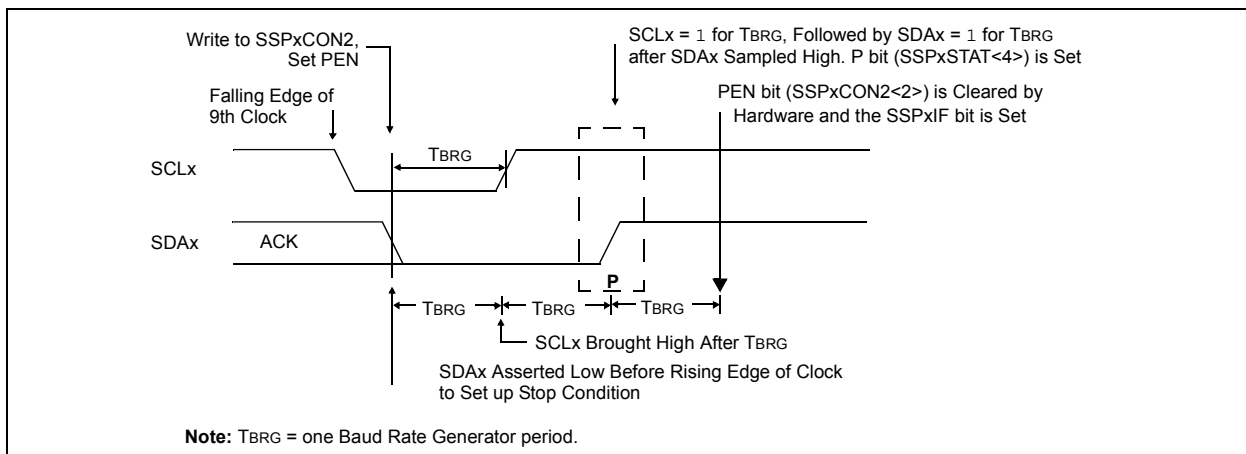 Write to SSPxCON2,
Set PEN
SCLx = 1 for TBRG, Followed by SDAx = 1 for TBRG
after SDAx Sampled High. P bit (SSPxSTAT<4>) is Set
Falling Edge of
9th Clock
PEN bit (SSPxCON2<2>) is Cleared by
Hardware and the SSPxIF bit is Set
SCLx
TBRG
SDAx
ACK
P
TBRG
TBRG
TBRG
SCLx Brought High After TBRG
SDAx Asserted Low Before Rising Edge of Clock
to Set up Stop Condition
Note: TBRG = one Baud Rate Generator period.